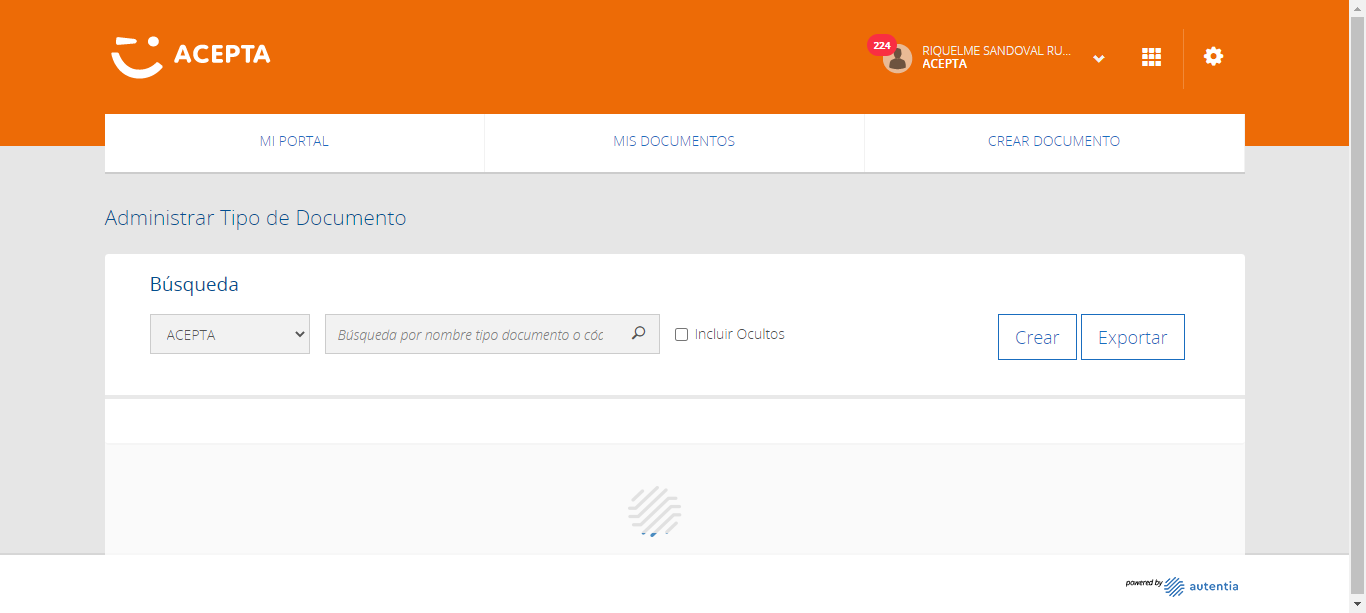 ACEPTA
224
RIQUELME SANDOVAL RU...
ACEPTA
MI PORTAL
MIS DOCUMENTOS
CREAR DOCUMENTO
Administrar Tipo de Documento
Búsqueda
ACEPTA
Búsqueda por nombre tipo documento o cóc
Incluir Ocultos
Crear
Exportar
powered by autentia